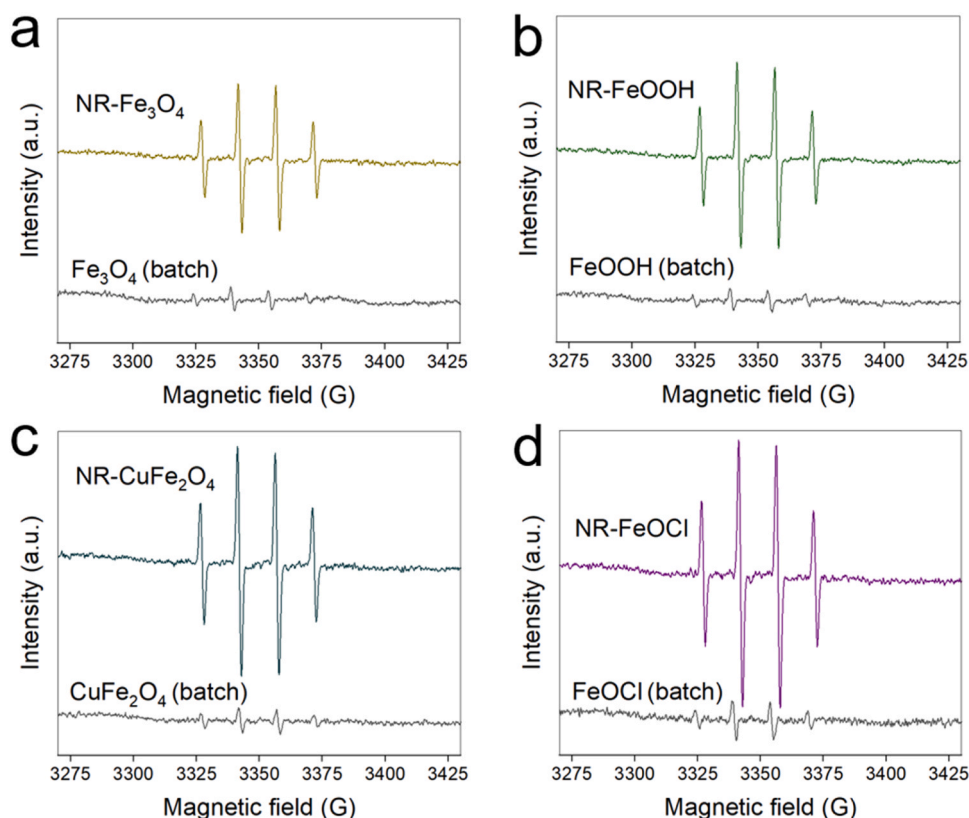 a
NR-Fe₃O₄
Fe₃O₄ (batch)
Intensity (a.u.)
3275 3300 3325 3350 3375 3400 3425
Magnetic field (G)
b
NR-FeOOH
FeOOH (batch)
Intensity (a.u.)
3275 3300 3325 3350 3375 3400 3425
Magnetic field (G)
c
NR-CuFe₂O₄
CuFe₂O₄ (batch)
Intensity (a.u.)
3275 3300 3325 3350 3375 3400 3425
Magnetic field (G)
d
NR-FeOCl
FeOCl (batch)
Intensity (a.u.)
3275 3300 3325 3350 3375 3400 3425
Magnetic field (G)